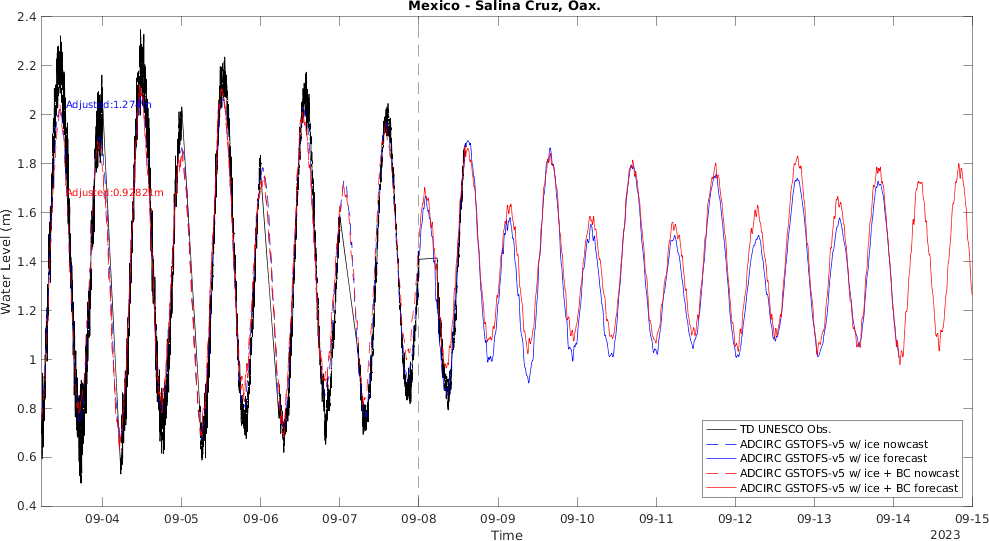 Mexico - Salina Cruz, Oax.
2.4
2.2
2
1.8
1.6
1.4
1.2
1
0.8
0.6
0.4
Water Level (m)
Adjusted:0.92821m
TD UNESCO Obs.
ADCIRC GSTOFS-v5 w/ ice nowcast
ADCIRC GSTOFS-v5 w/ ice forecast
ADCIRC GSTOFS-v5 w/ ice + BC nowcast
ADCIRC GSTOFS-v5 w/ ice + BC forecast
09-04 09-05 09-06 09-07 09-08 09-09 09-10 09-11 09-12 09-13 09-14 09-15
Time
2023